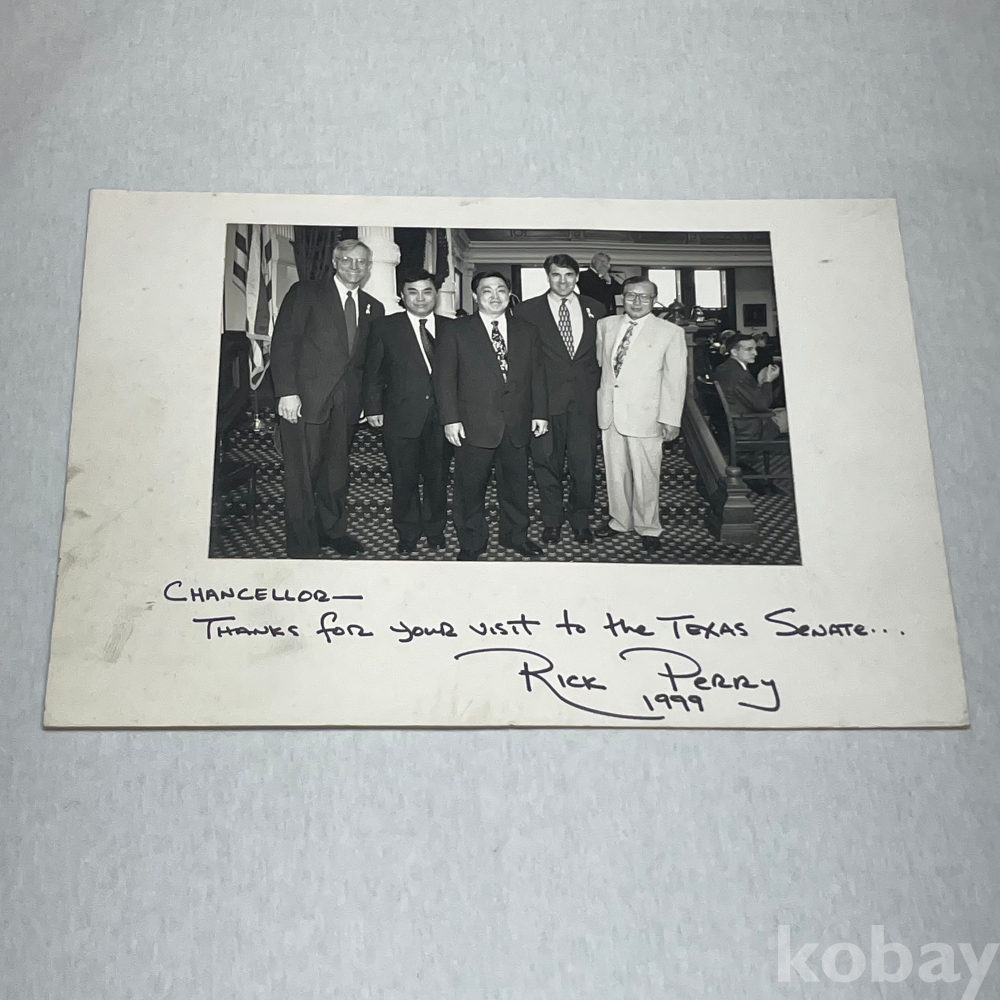 CHANCELLOR—
THANKS for your visit to the TEXAS SENATE...
RICK PERRY
1999
kobay